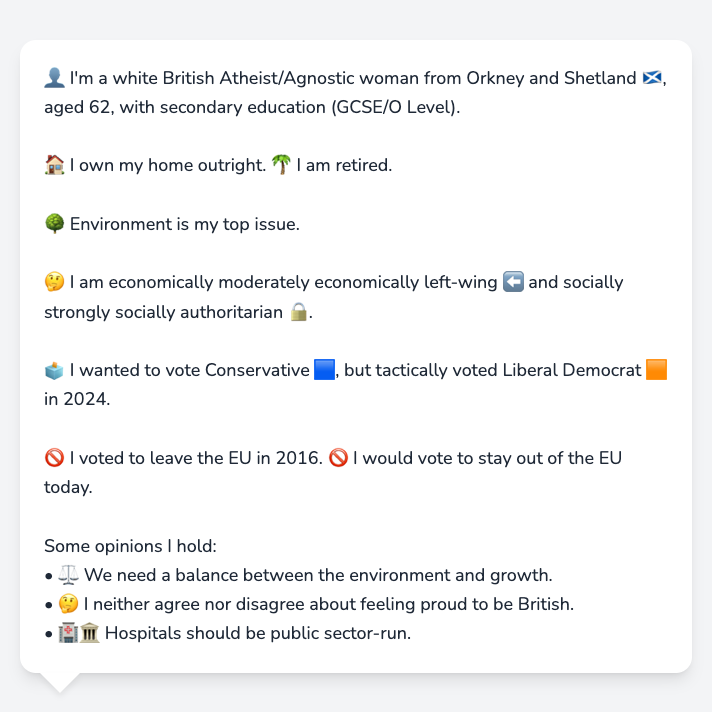 👤 I'm a white British Atheist/Agnostic woman from Orkney and Shetland 🏴󠁧󠁢󠁳󠁣󠁴󠁿,
aged 62, with secondary education (GCSE/O Level).
🏠 I own my home outright. 🌴 I am retired.
🌳 Environment is my top issue.
🤔 I am economically moderately economically left-wing ⬅️ and socially
strongly socially authoritarian 🔒.
🗳️ I wanted to vote Conservative 🟦, but tactically voted Liberal Democrat 🟧
in 2024.
🚫 I voted to leave the EU in 2016. 🚫 I would vote to stay out of the EU
today.
Some opinions I hold:
• ⚖️ We need a balance between the environment and growth.
• 🤔 I neither agree nor disagree about feeling proud to be British.
• 🏥🏛️ Hospitals should be public sector-run.